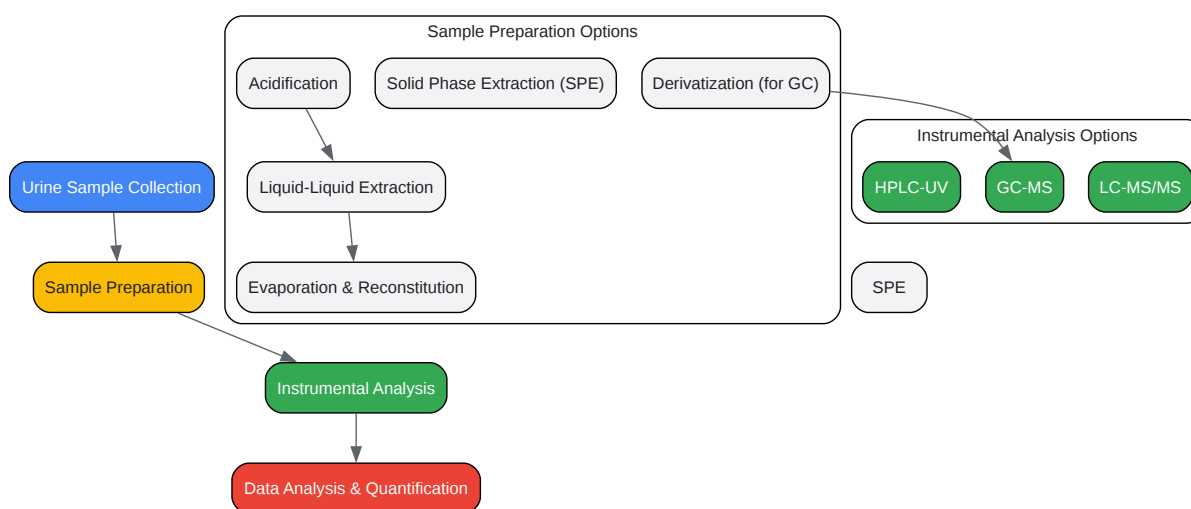 Sample Preparation Options
Acidification
Solid Phase Extraction (SPE)
Derivatization (for GC)
Instrumental Analysis Options
Urine Sample Collection
Liquid-Liquid Extraction
HPLC-UV
GC-MS
LC-MS/MS
Sample Preparation
Evaporation & Reconstitution
SPE
Instrumental Analysis
Data Analysis & Quantification